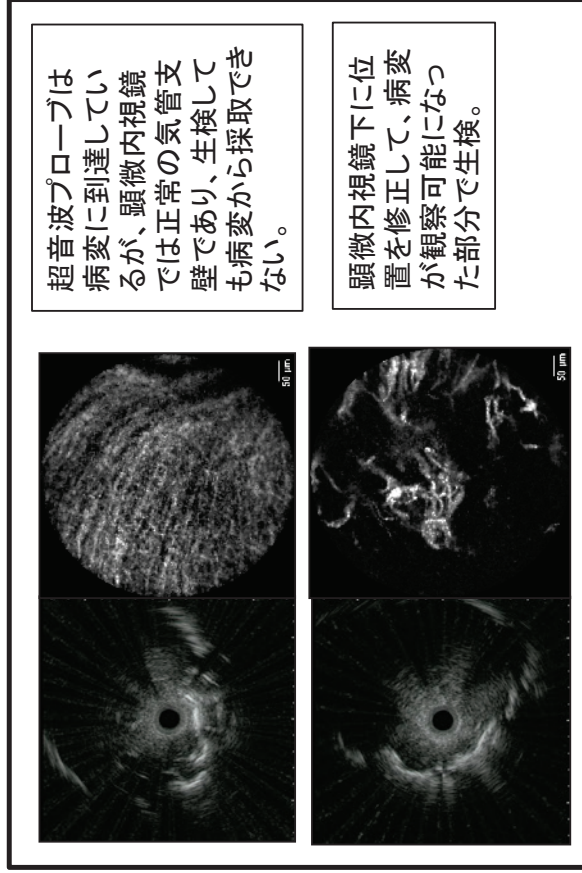 超音波プローブは
病変に到達してい
るが、顕微内視鏡
では正常の気管支
壁であり、生検して
も病変から採取でき
ない。
50 µm
顕微内視鏡下に位
置を修正して、病変
が観察可能になっ
た部分で生検。
50 µm